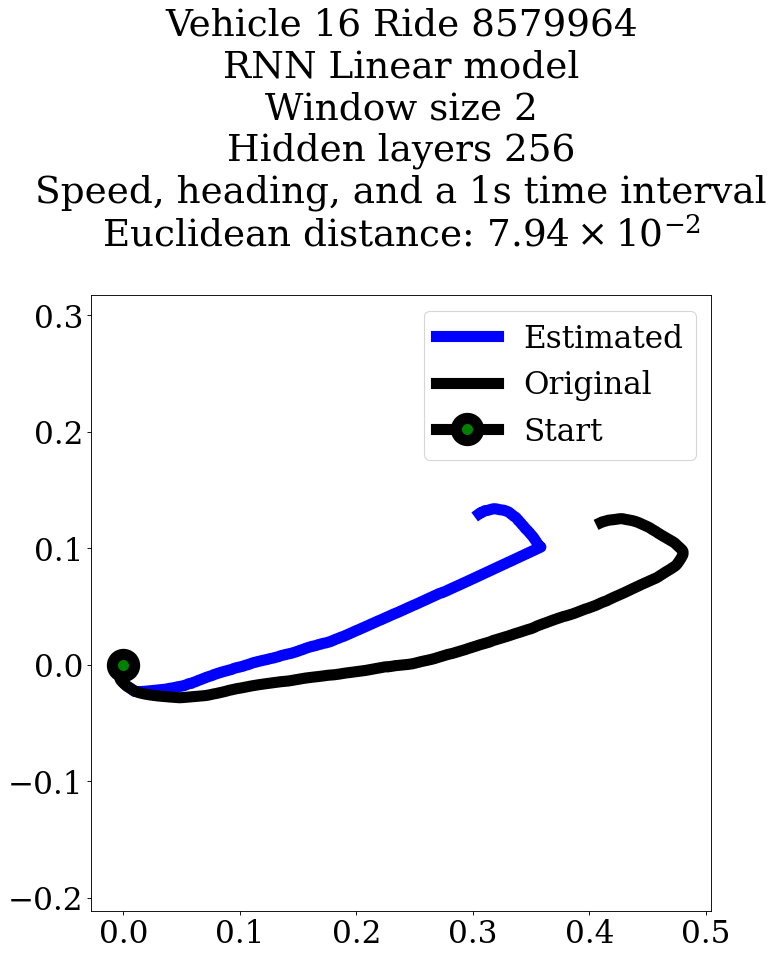 Vehicle 16 Ride 8579964
RNN Linear model
Window size 2
Hidden layers 256
Speed, heading, and a 1s time interval
Euclidean distance: 7.94 × 10⁻²
0.3
0.2
0.1
0.0
−0.1
−0.2
Estimated
Original
Start
0.0 0.1 0.2 0.3 0.4 0.5